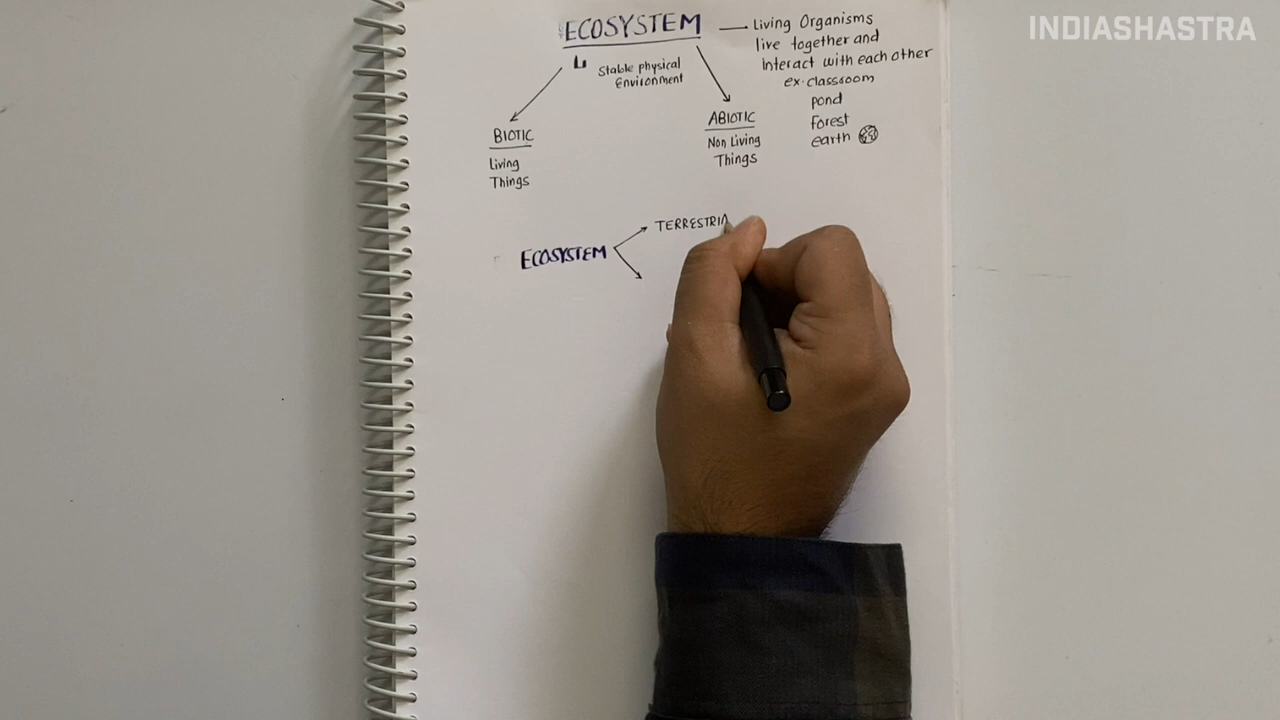 INDIASHASTRA
ECOSYSTEM
Living Organisms
live together and
interact with each other
ex. classroom
pond
Forest
earth
Stable physical
Environment
BIOTIC
Living
Things
ABIOTIC
Non Living
Things
ECOSYSTEM
TERRESTRIA